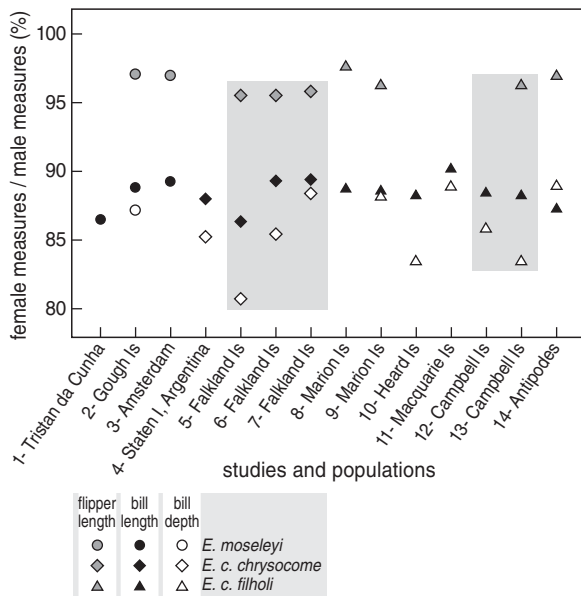 female measures / male measures (%)
100
95
90
85
80
1- Tristan da Cunha
2- Gough Is
3- Amsterdam
4- Staten I, Argentina
5- Falkland Is
6- Falkland Is
7- Falkland Is
8- Marion Is
9- Marion Is
10- Heard Is
11- Macquarie Is
12- Campbell Is
13- Campbell Is
14- Antipodes
studies and populations
flipper bill bill
length length depth
E. moseleyi
E. c. chrysocome
E. c. filholi